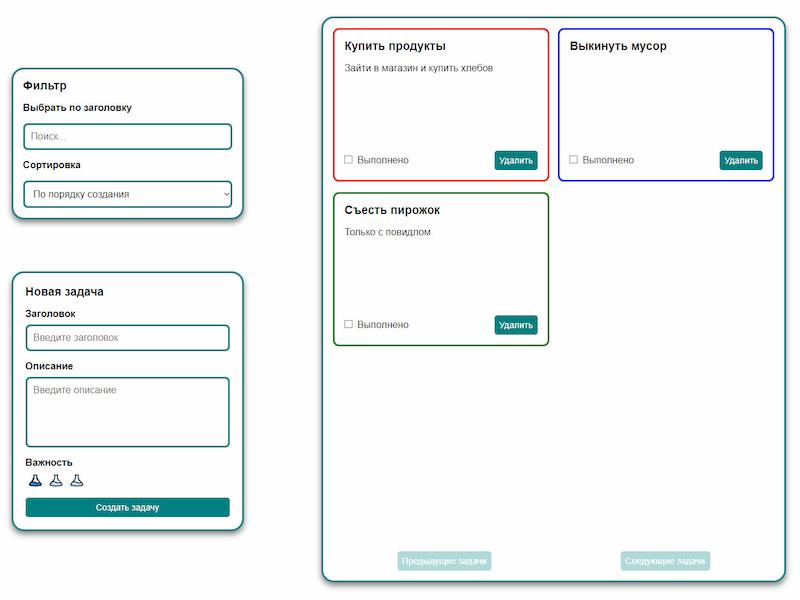 Фильтр
Выбрать по заголовку
Поиск...
Сортировка
По порядку создания
Новая задача
Заголовок
Введите заголовок
Описание
Введите описание
Важность
Создать задачу
Купить продукты
Зайти в магазин и купить хлебов
Выполнено
Удалить
Выкинуть мусор
Выполнено
Удалить
Съесть пирожок
Только с повидлом
Выполнено
Удалить
Предыдущие задачи
Следующие задачи